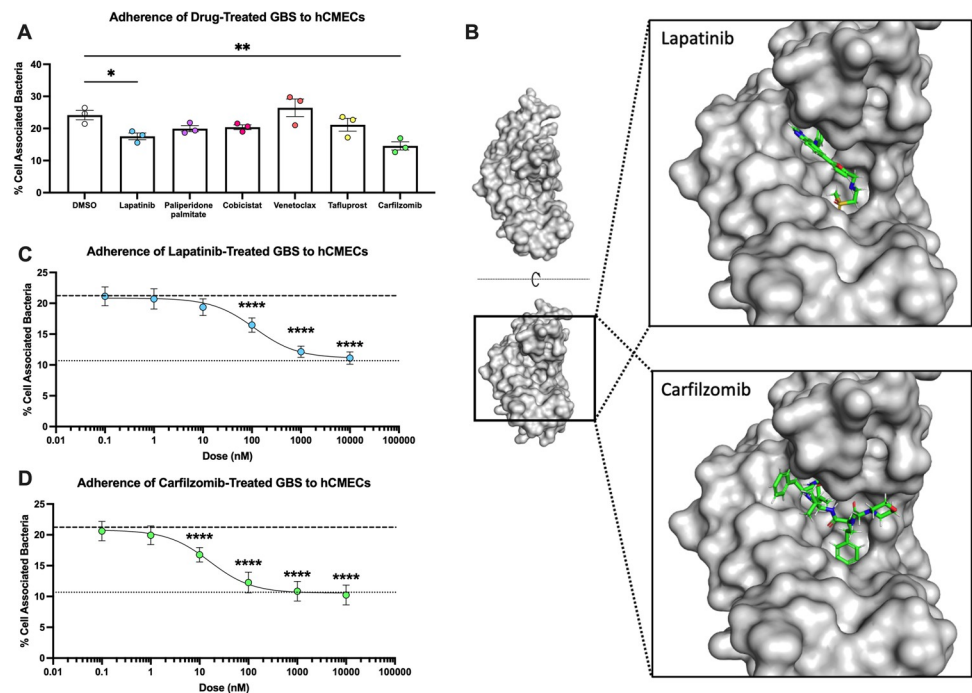 A
Adherence of Drug-Treated GBS to hCMECs
**
*
% Cell Associated Bacteria
40
30
20
10
0
DMSO
Lapatinib
Paliperidone
palmitate
Cobicistat
Venetoclax
Tafluprost
Carfilzomib
B
Lapatinib
Carfilzomib
C
Adherence of Lapatinib-Treated GBS to hCMECs
% Cell Associated Bacteria
25
20
15
10
5
0
****
****
****
0.01
0.1
1
10
100
1000
10000
100000
Dose (nM)
D
Adherence of Carfilzomib-Treated GBS to hCMECs
% Cell Associated Bacteria
25
20
15
10
5
0
****
****
****
****
0.01
0.1
1
10
100
1000
10000
100000
Dose (nM)